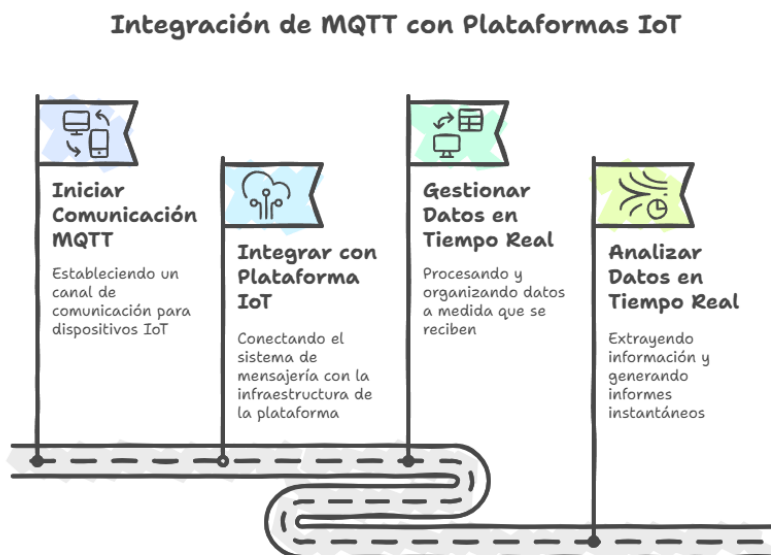 Integración de MQTT con Plataformas IoT
Iniciar
Comunicación
MQTT
Estableciendo un
canal de
comunicación para
dispositivos IoT
Integrar con
Plataforma
IoT
Conectando el
sistema de
mensajería con la
infraestructura de
la plataforma
Gestionar
Datos en
Tiempo Real
Procesando y
organizando datos
a medida que se
reciben
Analizar
Datos en
Tiempo Real
Extrayendo
información y
generando
informes
instantáneos